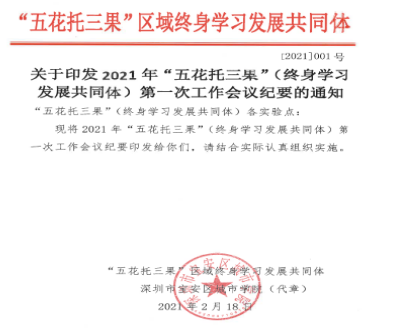 “五花托三果”区域终身学习发展共同体
[2021]001 号
关于印发 2021 年“五花托三果”（终身学习
发展共同体）第一次工作会议纪要的通知
“五花托三果”（终身学习发展共同体）各实验点：
现将 2021 年“五花托三果”（终身学习发展共同体）第
一次工作会议纪要印发给你们。请结合实际认真组织实施。
“五花托三果”区域终身学习发展共同体
深圳市宝安区城市学院（代章）
2021 年 2 月 18 日